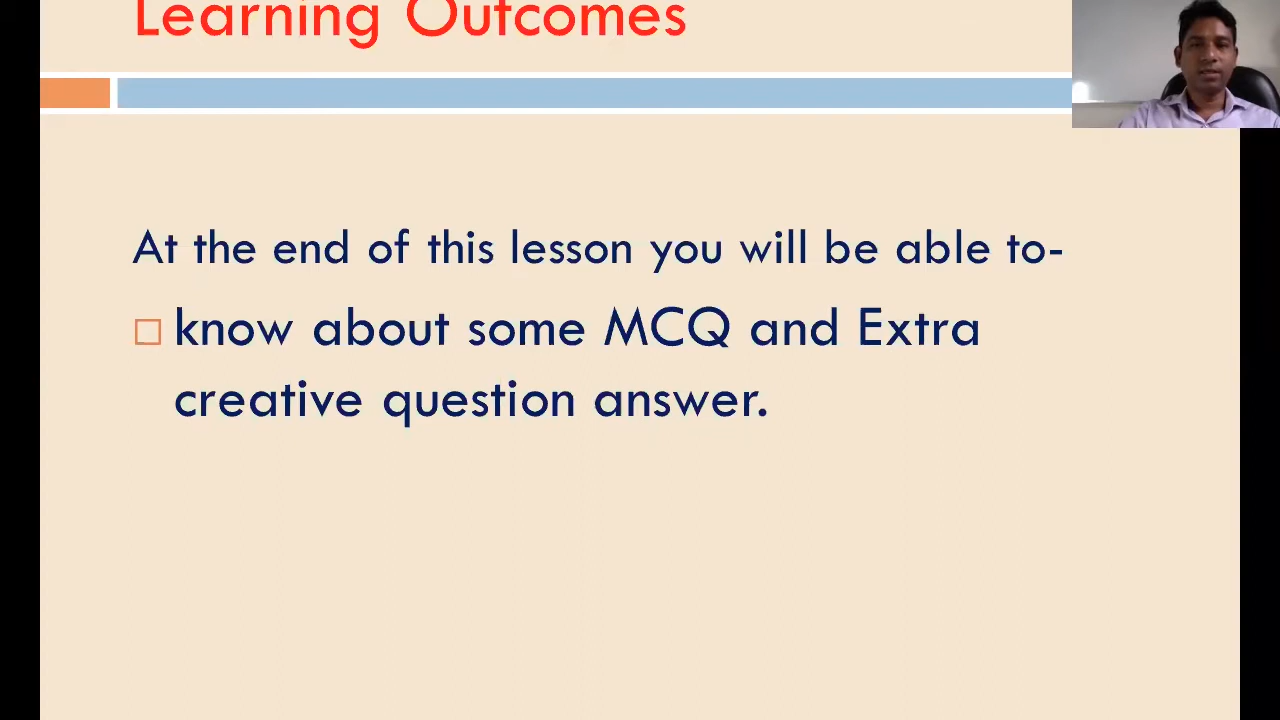 Learning Outcomes
At the end of this lesson you will be able to-
know about some MCQ and Extra
creative question answer.